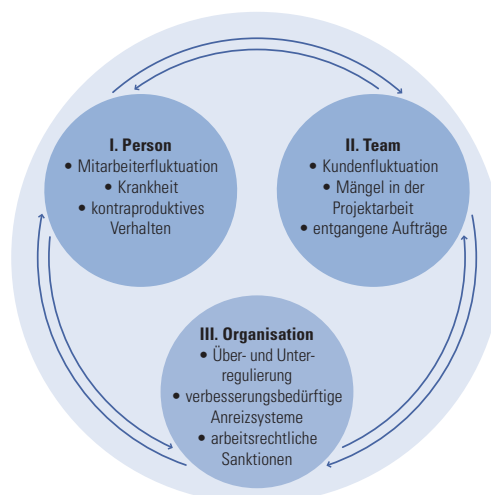 I. Person
• Mitarbeiterfluktuation
• Krankheit
• kontraproduktives
Verhalten
II. Team
• Kundenfluktuation
• Mängel in der
Projektarbeit
• entgangene Aufträge
III. Organisation
• Über- und Unter-
regulierung
• verbesserungsbedürftige
Anreizsysteme
• arbeitsrechtliche
Sanktionen